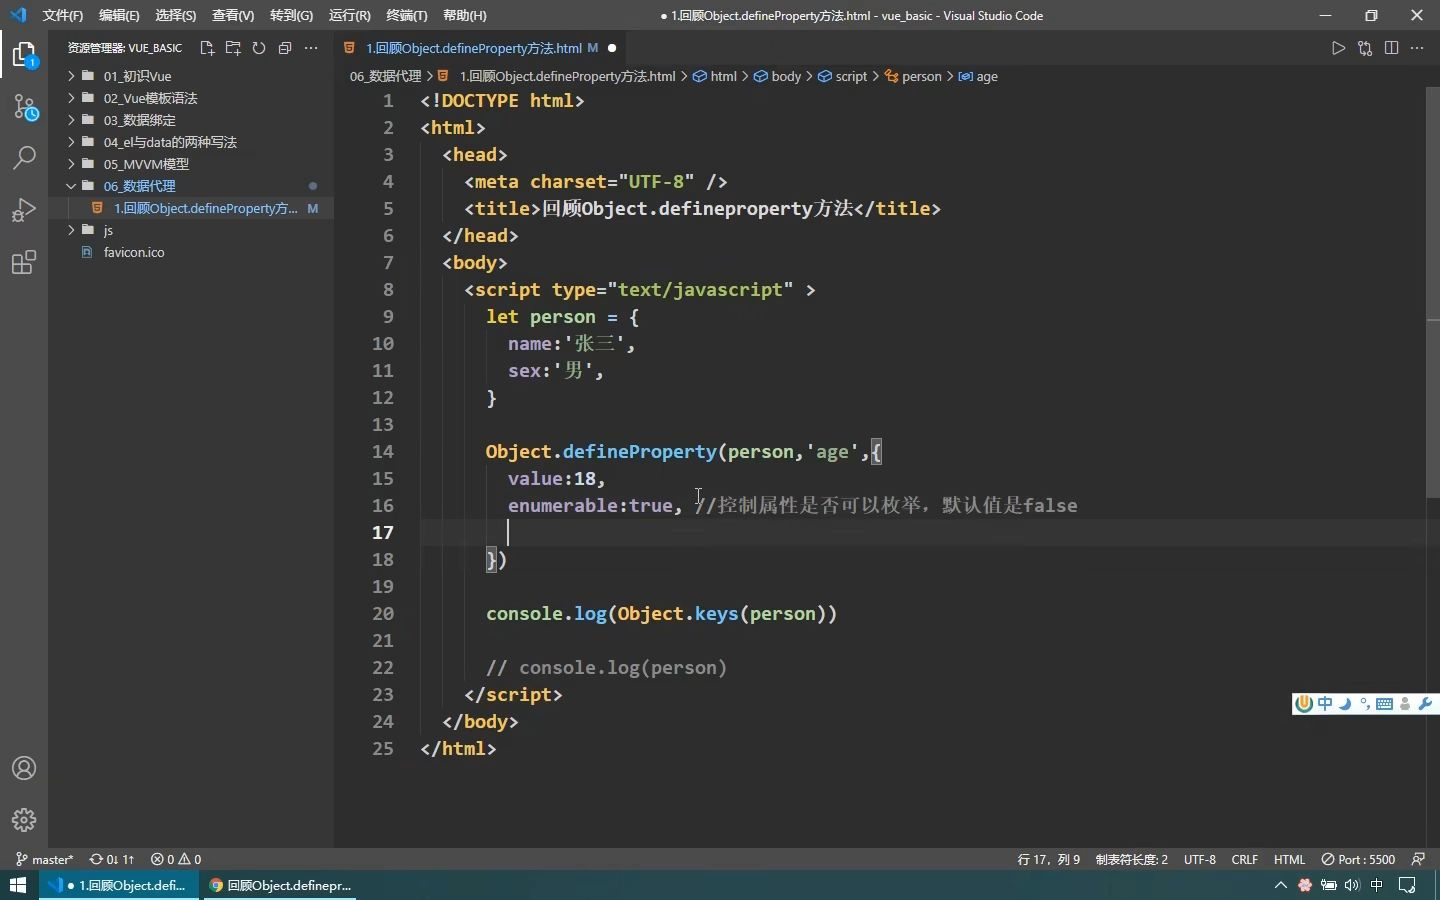 文件(F) 编辑(E) 选择(S) 查看(V) 转到(G) 运行(R) 终端(T) 帮助(H) ● 1.回顾Object.defineProperty方法.html - vue_basic - Visual Studio Code
资源管理器: VUE_BASIC
1.回顾Object.defineProperty方法.html M
06_数据代理 > 1.回顾Object.defineProperty方法.html > html > body > script > person > age
1
01_初识Vue
02_Vue模板语法
03_数据绑定
04_el与data的两种写法
05_MVVM模型
06_数据代理
1.回顾Object.defineProperty方... M
js
favicon.ico
1 <!DOCTYPE html>
2 <html>
3 <head>
4 <meta charset="UTF-8" />
5 <title>回顾Object.defineproperty方法</title>
6 </head>
7 <body>
8 <script type="text/javascript" >
9 let person = {
10 name:'张三',
11 sex:'男',
12 }
13
14 Object.defineProperty(person,'age',{
15 value:18,
16 enumerable:true, //控制属性是否可以枚举，默认值是false
17
18 })
19
20 console.log(Object.keys(person))
21
22 // console.log(person)
23 </script>
24 </body>
25 </html>
中
master* 0↓ 1↑ 0 0 行 17，列 9 制表符长度: 2 UTF-8 CRLF HTML Port : 5500
● 1.回顾Object.defi... 回顾Object.definepr... 中